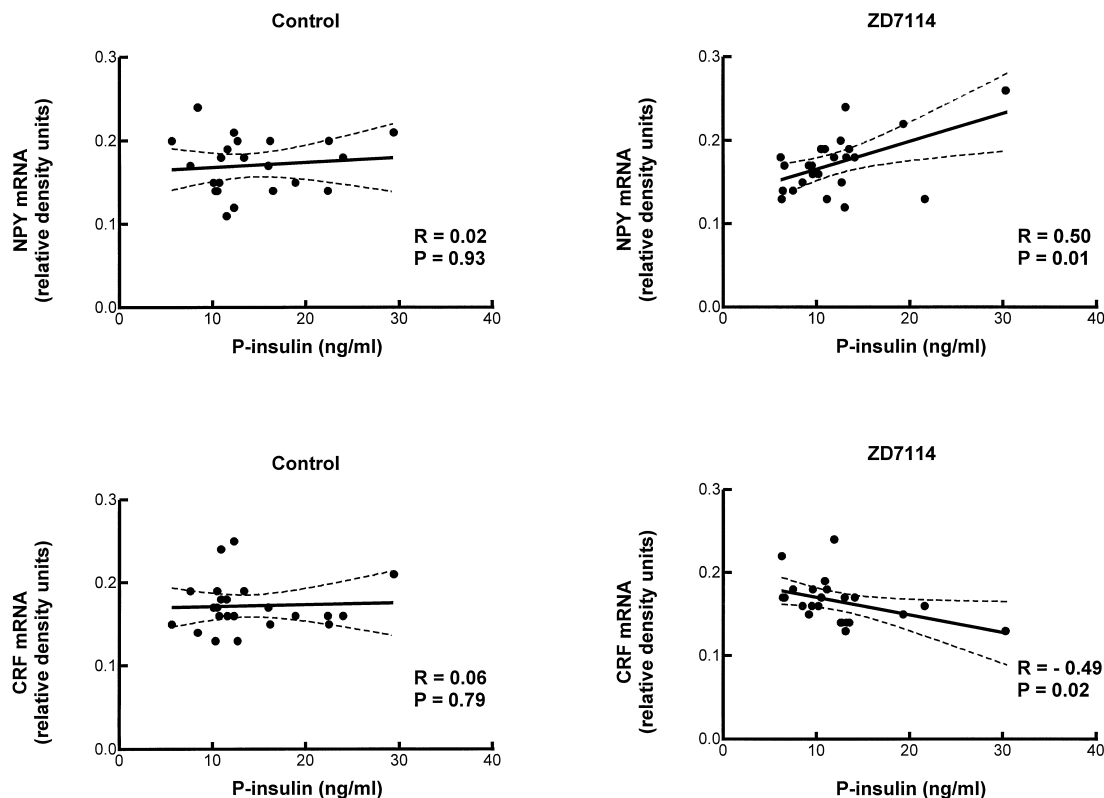 Control
NPY mRNA
(relative density units)
0.3
0.2
0.1
0.0
0
10
20
30
40
P-insulin (ng/ml)
R = 0.02
P = 0.93
ZD7114
NPY mRNA
(relative density units)
0.3
0.2
0.1
0.0
0
10
20
30
40
P-insulin (ng/ml)
R = 0.50
P = 0.01
Control
CRF mRNA
(relative density units)
0.3
0.2
0.1
0.0
0
10
20
30
40
P-insulin (ng/ml)
R = 0.06
P = 0.79
ZD7114
CRF mRNA
(relative density units)
0.3
0.2
0.1
0.0
0
10
20
30
40
P-insulin (ng/ml)
R = - 0.49
P = 0.02